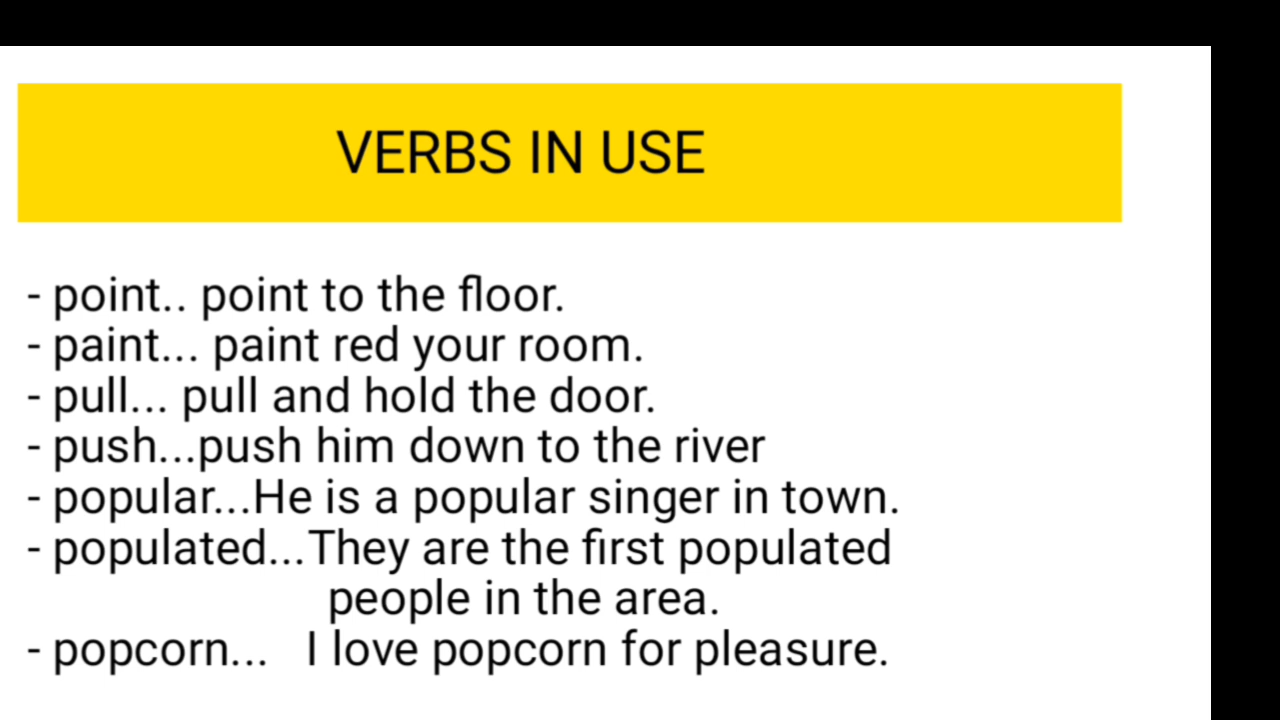 VERBS IN USE
- point.. point to the floor.
- paint... paint red your room.
- pull... pull and hold the door.
- push...push him down to the river
- popular...He is a popular singer in town.
- populated...They are the first populated
people in the area.
- popcorn... I love popcorn for pleasure.